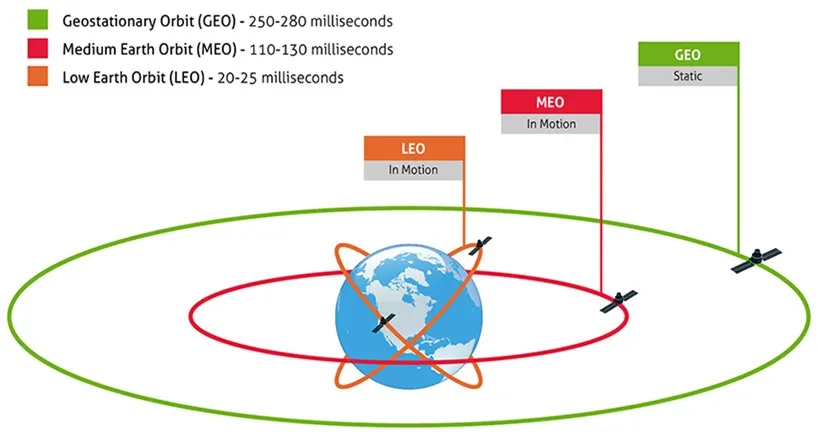 Geostationary Orbit (GEO) - 250-280 milliseconds
Medium Earth Orbit (MEO) - 110-130 milliseconds
Low Earth Orbit (LEO) - 20-25 milliseconds
GEO
Static
MEO
In Motion
LEO
In Motion